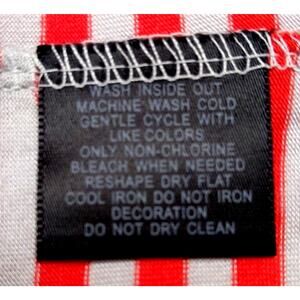 WASH INSIDE OUT
MACHINE WASH COLD
GENTLE CYCLE WITH
LIKE COLORS
ONLY NON-CHLORINE
BLEACH WHEN NEEDED
RESHAPE DRY FLAT
COOL IRON DO NOT IRON
DECORATION
DO NOT DRY CLEAN